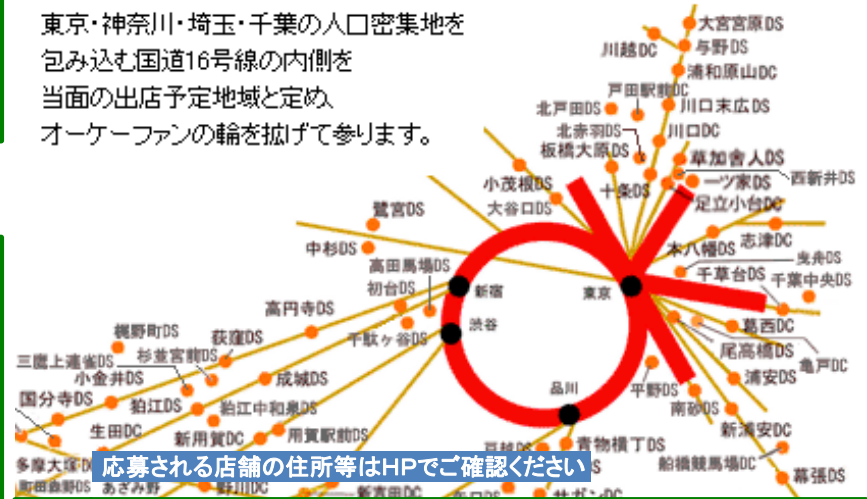 東京・神奈川・埼玉・千葉の人口密集地を
包み込む国道16号線の内側を
当面の出店予定地域と定め、
オーケーファンの輪を拡げて参ります。
大宮宮原DS
川越DC
与野DS
浦和原山DC
戸田駅前DC
北戸田DS
川口末広DS
北赤羽DS
川口DC
板橋大原DS
草加舎人DS
小茂根DS
十条DS
一ツ家DS
西新井DS
大谷口DS
足立小台DC
鷺宮DS
中杉DS
本八幡DS
志津DC
高田馬場DS
曳舟DS
千草台DS
千葉中央DS
初台DS
新宿
東京
高円寺DS
葛西DC
梶野町DS
荻窪DS
千駄ヶ谷DS
渋谷
尾高橋DS
亀戸DC
三鷹上連雀DS
杉並宮前DS
小金井DS
成城DS
品川
平野DS
浦安DS
国分寺DS
狛江DS
狛江中和泉DS
南砂DS
生田DC
新用賀DC
用賀駅前DS
青物横丁DS
新浦安DC
戸越
多摩大塚
応募される店舗の住所等はHPでご確認ください
船橋競馬場DC
あざみ野
野川DC
サガンDC
幕張DS